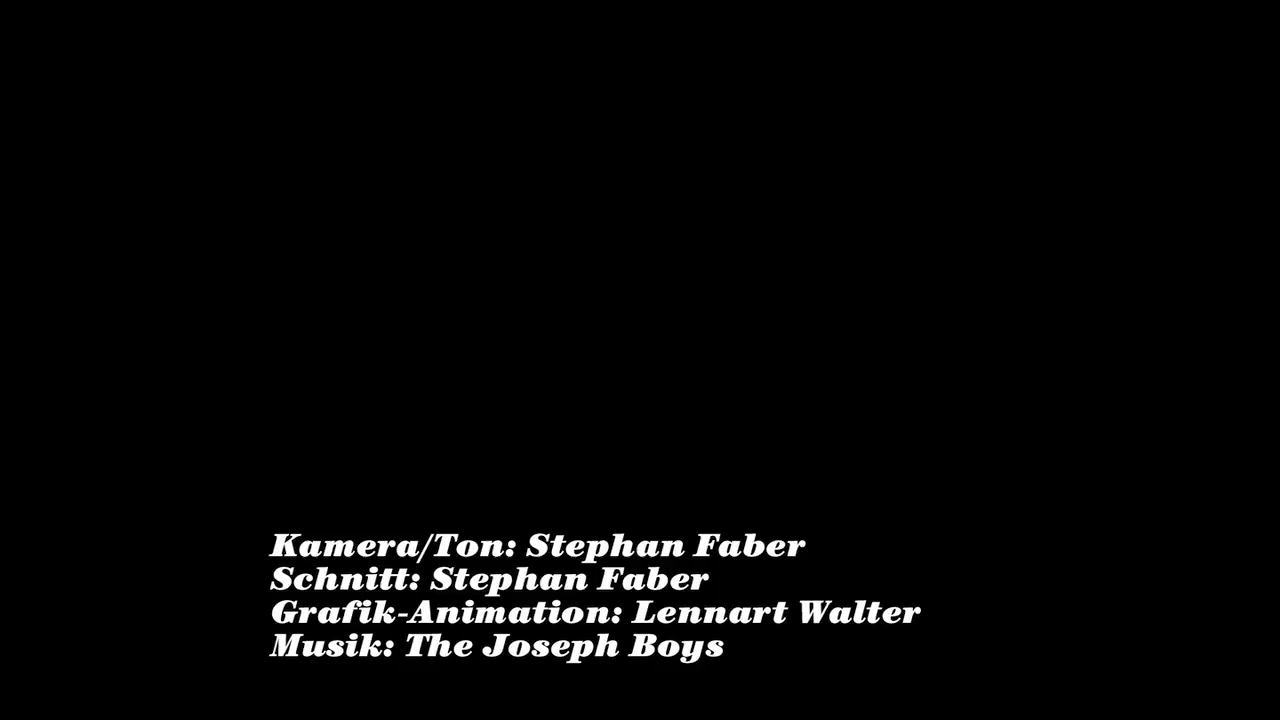 Kamera/Ton: Stephan Faber
Schnitt: Stephan Faber
Grafik-Animation: Lennart Walter
Musik: The Joseph Boys